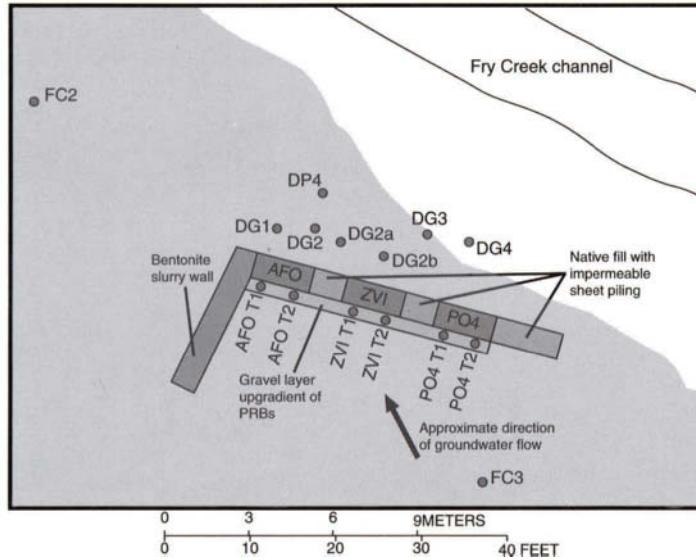 Fry Creek channel
FC2
DP4
DG3
DG1
DG2a
DG2
DG4
DG2b
Bentonite
slurry wall
Native fill with
impermeable
sheet piling
AFO
ZVI
PO4
AFO T1
AFO T2
ZVI T1
ZVI T2
PO4 T1
PO4 T2
Gravel layer
upgradient of
PRBs
Approximate direction
of groundwater flow
FC3
0 3 6 9METERS
0 10 20 30 40 FEET